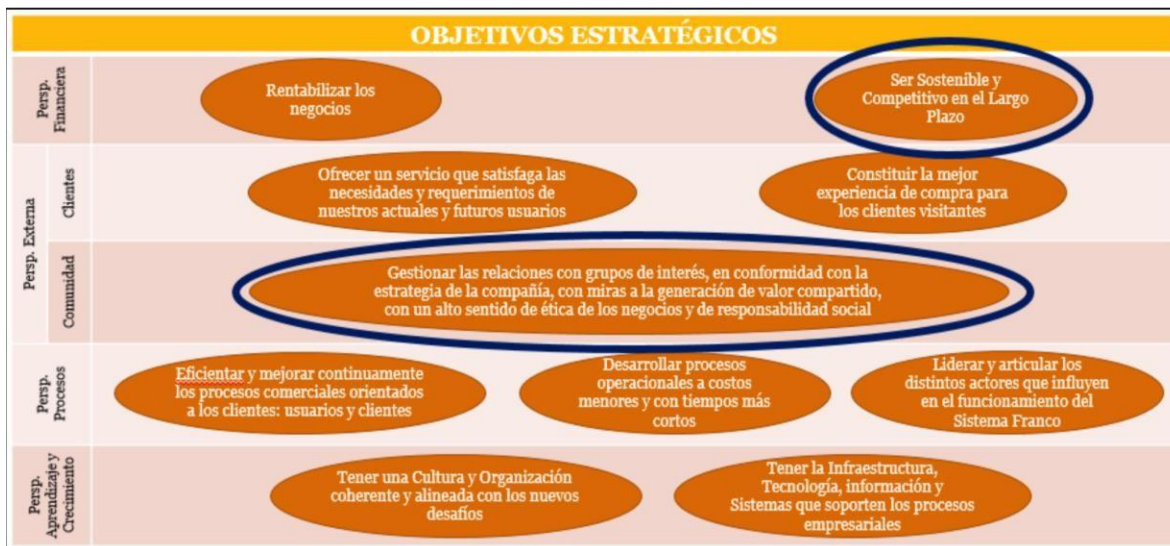 OBJETIVOS ESTRATÉGICOS
Persp.
Financiera
Rentabilizar los
negocios
Ser Sostenible y
Competitivo en el Largo
Plazo
Persp. Externa
Clientes
Ofrecer un servicio que satisfaga las
necesidades y requerimientos de
nuestros actuales y futuros usuarios
Constituir la mejor
experiencia de compra para
los clientes visitantes
Comunidad
Gestionar las relaciones con grupos de interés, en conformidad con la
estrategia de la compañía, con miras a la generación de valor compartido,
con un alto sentido de ética de los negocios y de responsabilidad social
Persp.
Procesos
Eficientar y mejorar continuamente
los procesos comerciales orientados
a los clientes: usuarios y clientes
Desarrollar procesos
operacionales a costos
menores y con tiempos más
cortos
Liderar y articular los
distintos actores que influyen
en el funcionamiento del
Sistema Franco
Persp.
Aprendizaje y
Crecimiento
Tener una Cultura y Organización
coherente y alineada con los nuevos
desafíos
Tener la Infraestructura,
Tecnología, información y
Sistemas que soporten los procesos
empresariales